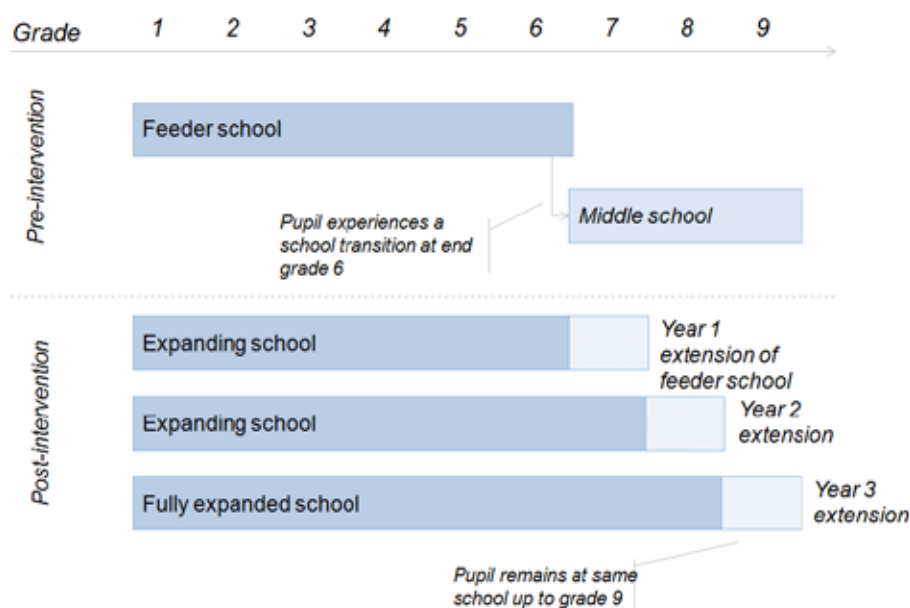 Grade 1 2 3 4 5 6 7 8 9
Pre-intervention
Feeder school
Middle school
Pupil experiences a
school transition at end
grade 6
Post-intervention
Expanding school
Year 1
extension of
feeder school
Expanding school
Year 2
extension
Fully expanded school
Year 3
extension
Pupil remains at same
school up to grade 9